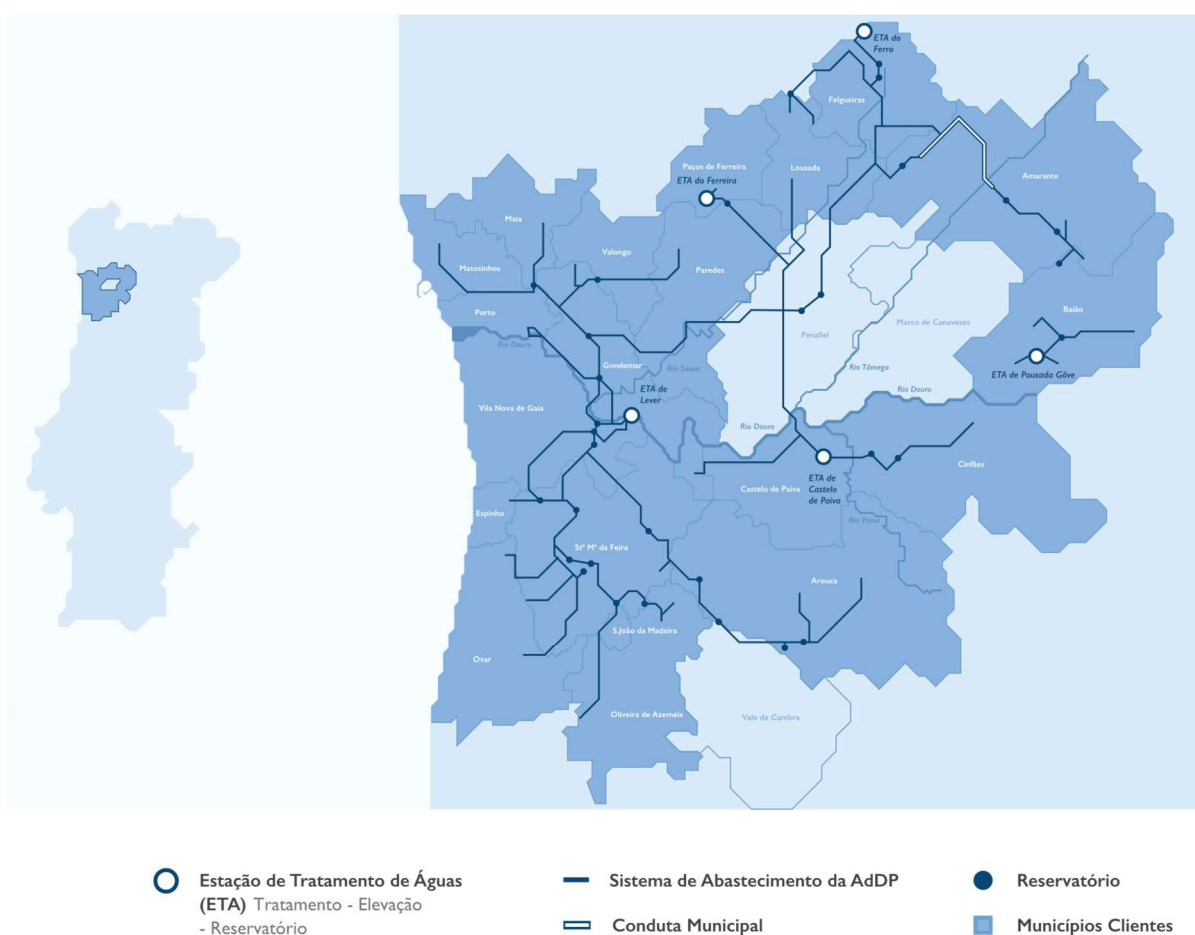 ETA do
Ferro
Felgueiras
Paços de Ferreira
Lousada
ETA do Ferreira
Amarante
Maia
Valongo
Matosinhos
Paredes
Porto
Baião
Marco de Canaveses
Penafiel
Rio Douro
Gondomar
Rio Sousa
Rio Tâmega
ETA de Pousada Gôve
ETA de
Lever
Rio Douro
Vila Nova de Gaia
Rio Douro
Cinfães
ETA de
Castelo
de Paiva
Castelo de Paiva
Espinho
Rio Paiva
Stª Mª da Feira
Arouca
S.João da Madeira
Ovar
Oliveira de Azeméis
Vale de Cambra
Estação de Tratamento de Águas
(ETA) Tratamento - Elevação
- Reservatório
Sistema de Abastecimento da AdDP
Conduta Municipal
Reservatório
Municípios Clientes